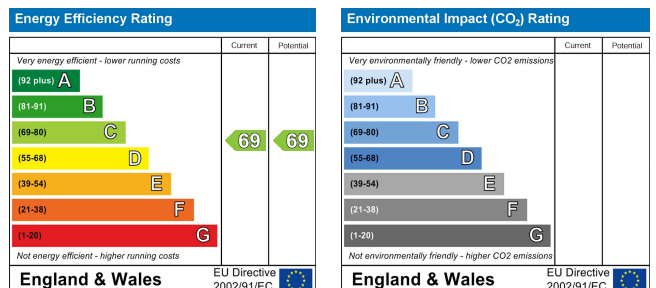 Energy Efficiency Rating
Current Potential
Very energy efficient - lower running costs
(92 plus) A
(81-91) B
(69-80) C
69 69
(55-68) D
(39-54) E
(21-38) F
(1-20) G
Not energy efficient - higher running costs
England & Wales
EU Directive
2002/91/EC
Environmental Impact (CO2) Rating
Current Potential
Very environmentally friendly - lower CO2 emissions
(92 plus) A
(81-91) B
(69-80) C
(55-68) D
(39-54) E
(21-38) F
(1-20) G
Not environmentally friendly - higher CO2 emissions
England & Wales
EU Directive
2002/91/EC